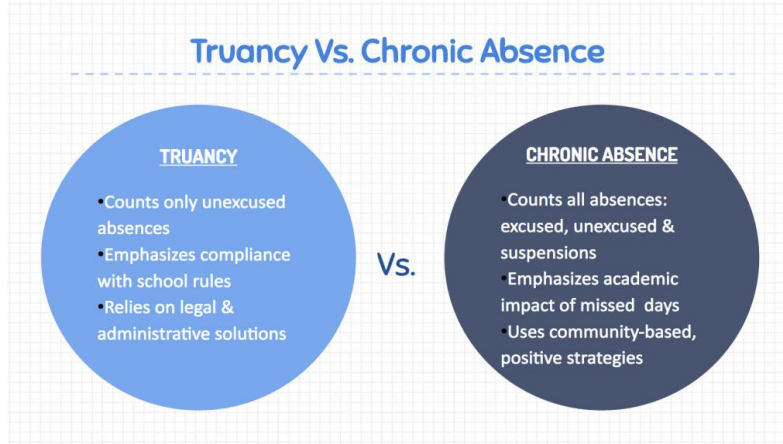 Truancy Vs. Chronic Absence
TRUANCY
•Counts only unexcused
absences
•Emphasizes compliance
with school rules
•Relies on legal &
administrative solutions
Vs.
CHRONIC ABSENCE
•Counts all absences:
excused, unexcused &
suspensions
•Emphasizes academic
impact of missed days
•Uses community-based,
positive strategies